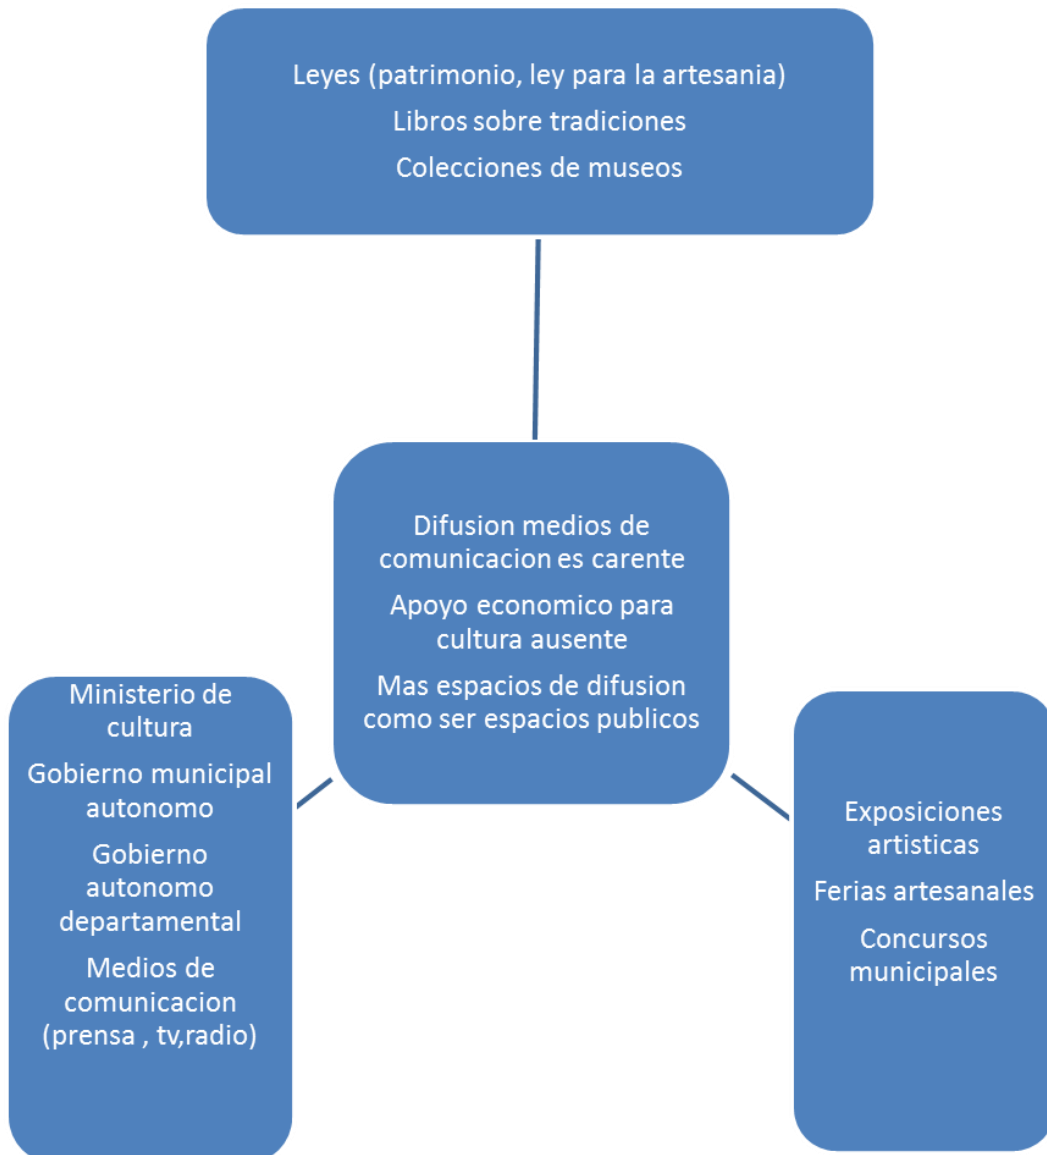 Leyes (patrimonio, ley para la artesania)
Libros sobre tradiciones
Colecciones de museos
Difusion medios de
comunicacion es carente
Apoyo economico para
cultura ausente
Mas espacios de difusion
como ser espacios publicos
Ministerio de
cultura
Gobierno municipal
autonomo
Gobierno
autonomo
departamental
Medios de
comunicacion
(prensa , tv,radio)
Exposiciones
artisticas
Ferias artesanales
Concursos
municipales